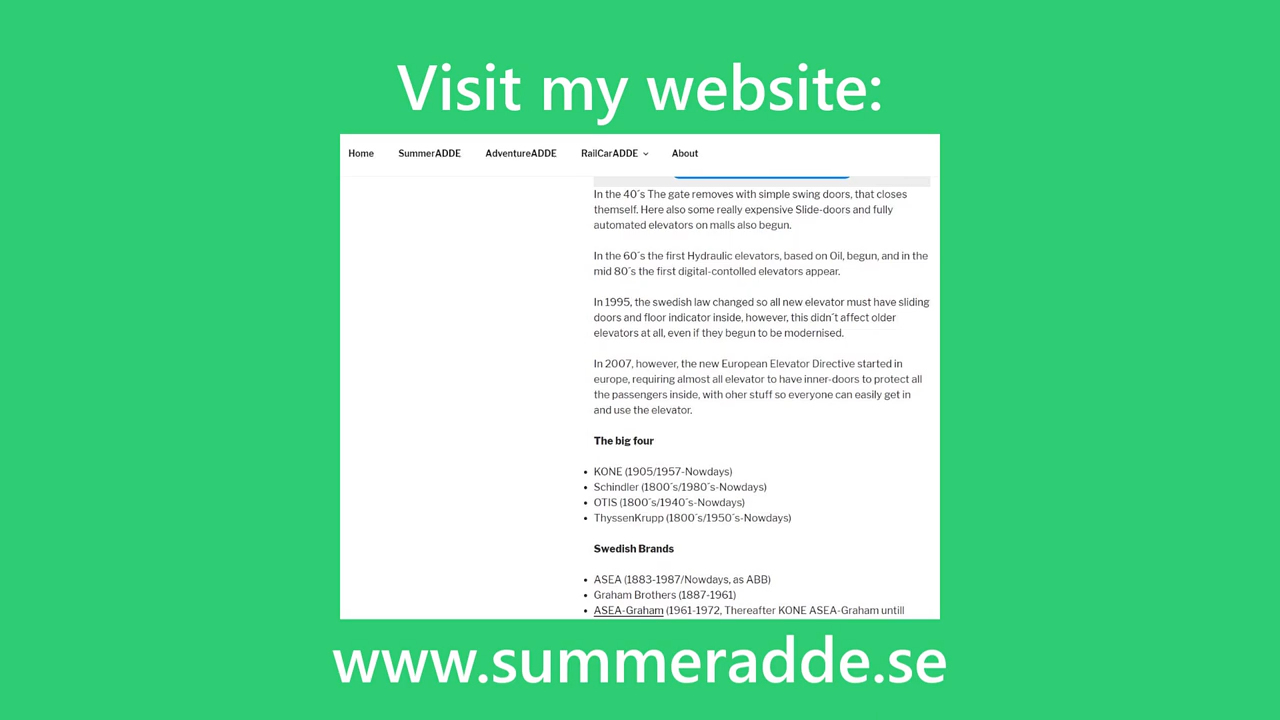 Visit my website:
Home SummerADDE AdventureADDE RailCarADDE About
In the 40´s The gate removes with simple swing doors, that closes
themself. Here also some really expensive Slide-doors and fully
automated elevators on malls also begun.
In the 60´s the first Hydraulic elevators, based on Oil, begun, and in the
mid 80´s the first digital-contolled elevators appear.
In 1995, the swedish law changed so all new elevator must have sliding
doors and floor indicator inside, however, this didn´t affect older
elevators at all, even if they begun to be modernised.
In 2007, however, the new European Elevator Directive started in
europe, requiring almost all elevator to have inner-doors to protect all
the passengers inside, with oher stuff so everyone can easily get in
and use the elevator.
The big four
• KONE (1905/1957-Nowdays)
• Schindler (1800´s/1980´s-Nowdays)
• OTIS (1800´s/1940´s-Nowdays)
• ThyssenKrupp (1800´s/1950´s-Nowdays)
Swedish Brands
• ASEA (1883-1987/Nowdays, as ABB)
• Graham Brothers (1887-1961)
• ASEA-Graham (1961-1972, Thereafter KONE ASEA-Graham untill
www.summeradde.se